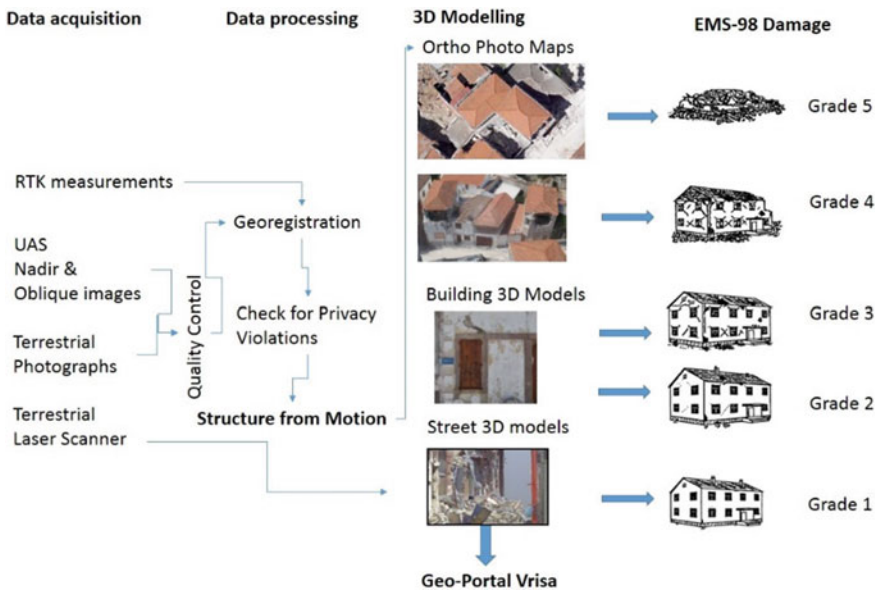 Data acquisition
Data processing
3D Modelling
EMS-98 Damage
Ortho Photo Maps
Grade 5
RTK measurements
Georegistration
Grade 4
UAS
Nadir &
Oblique images
Quality Control
Building 3D Models
Check for Privacy
Violations
Grade 3
Terrestrial
Photographs
Grade 2
Structure from Motion
Terrestrial
Laser Scanner
Street 3D models
Grade 1
Geo-Portal Vrisa